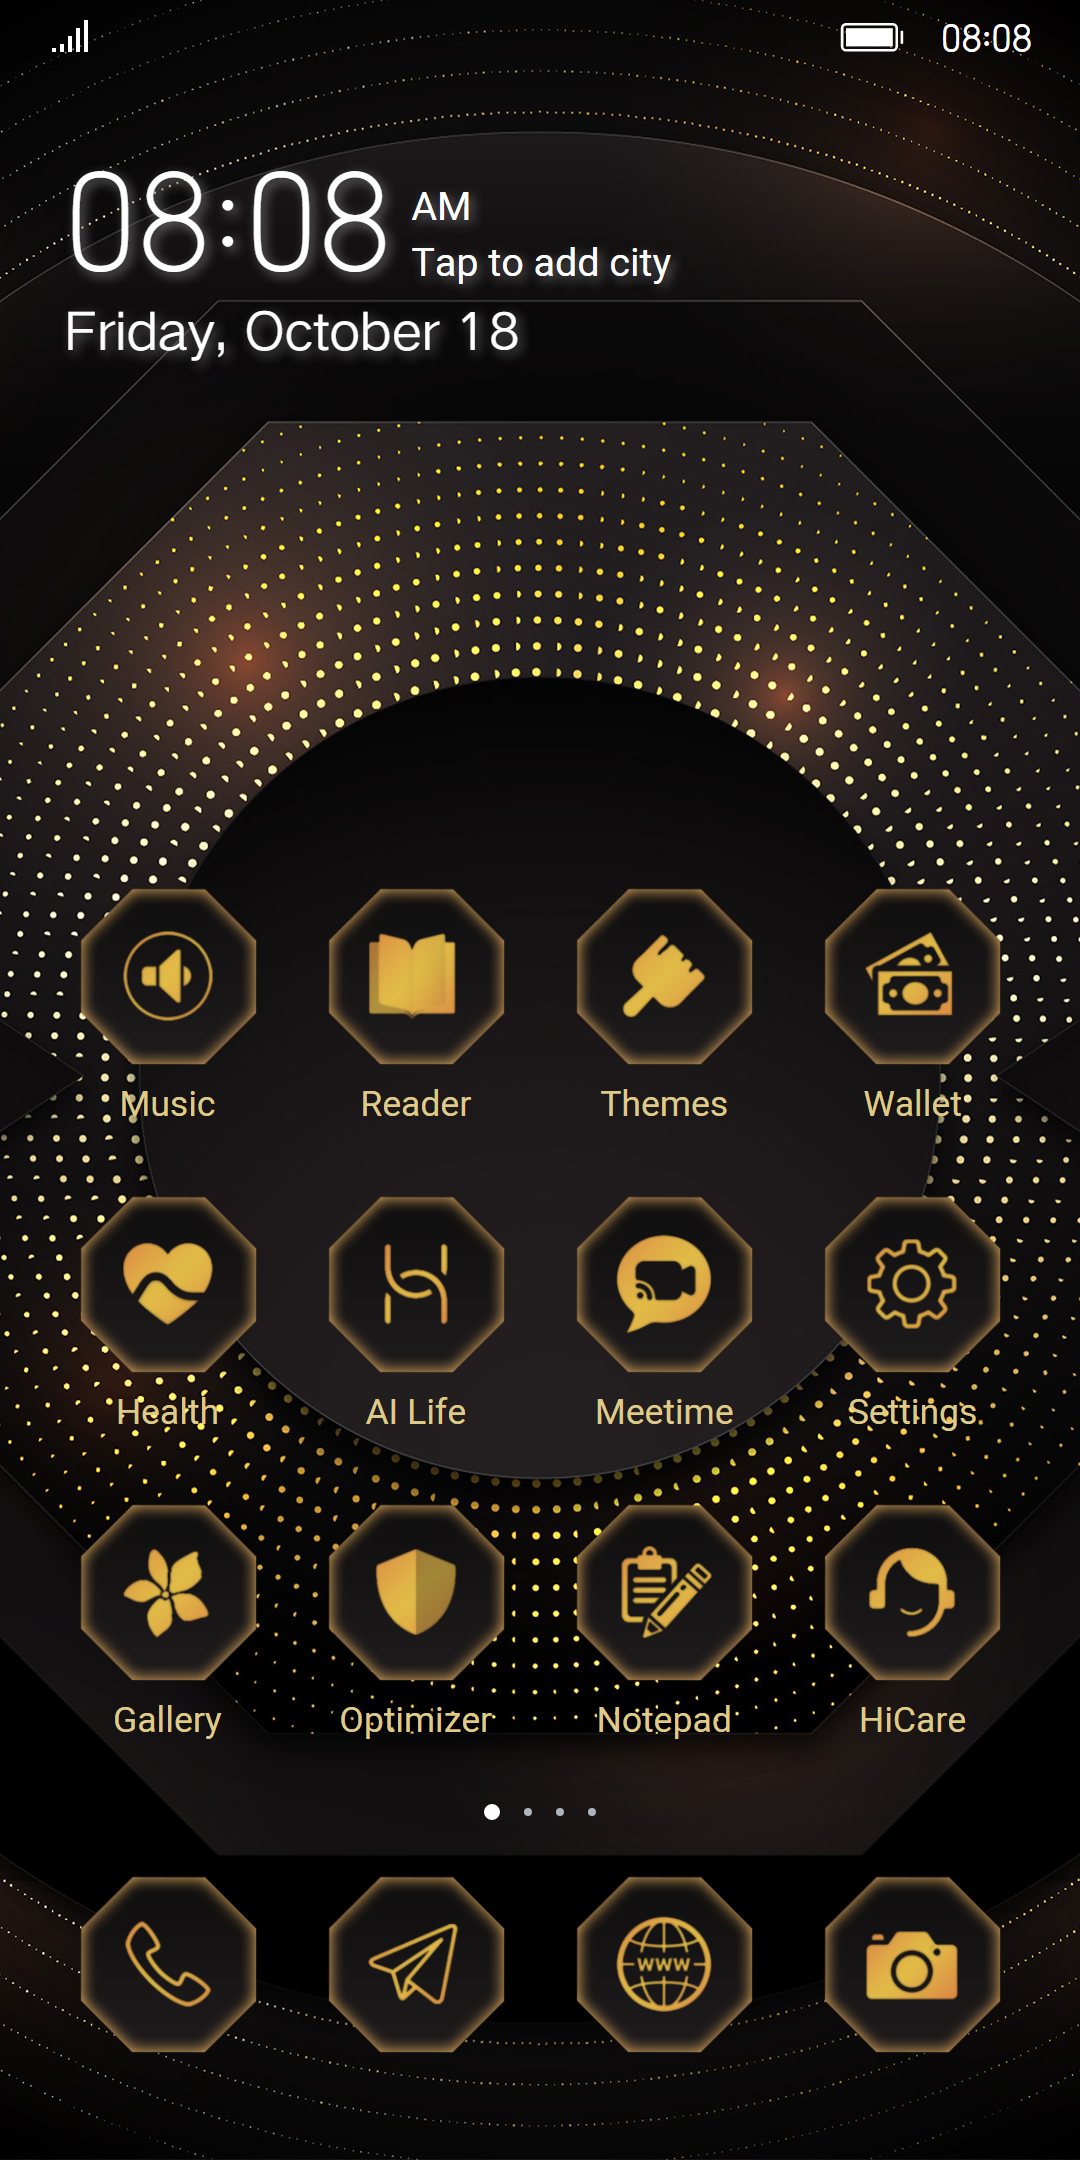 08:08
08:08 AM
Tap to add city
Friday, October 18
Music Reader Themes Wallet
Health AI Life Meetime Settings
Gallery Optimizer Notepad HiCare
WWW